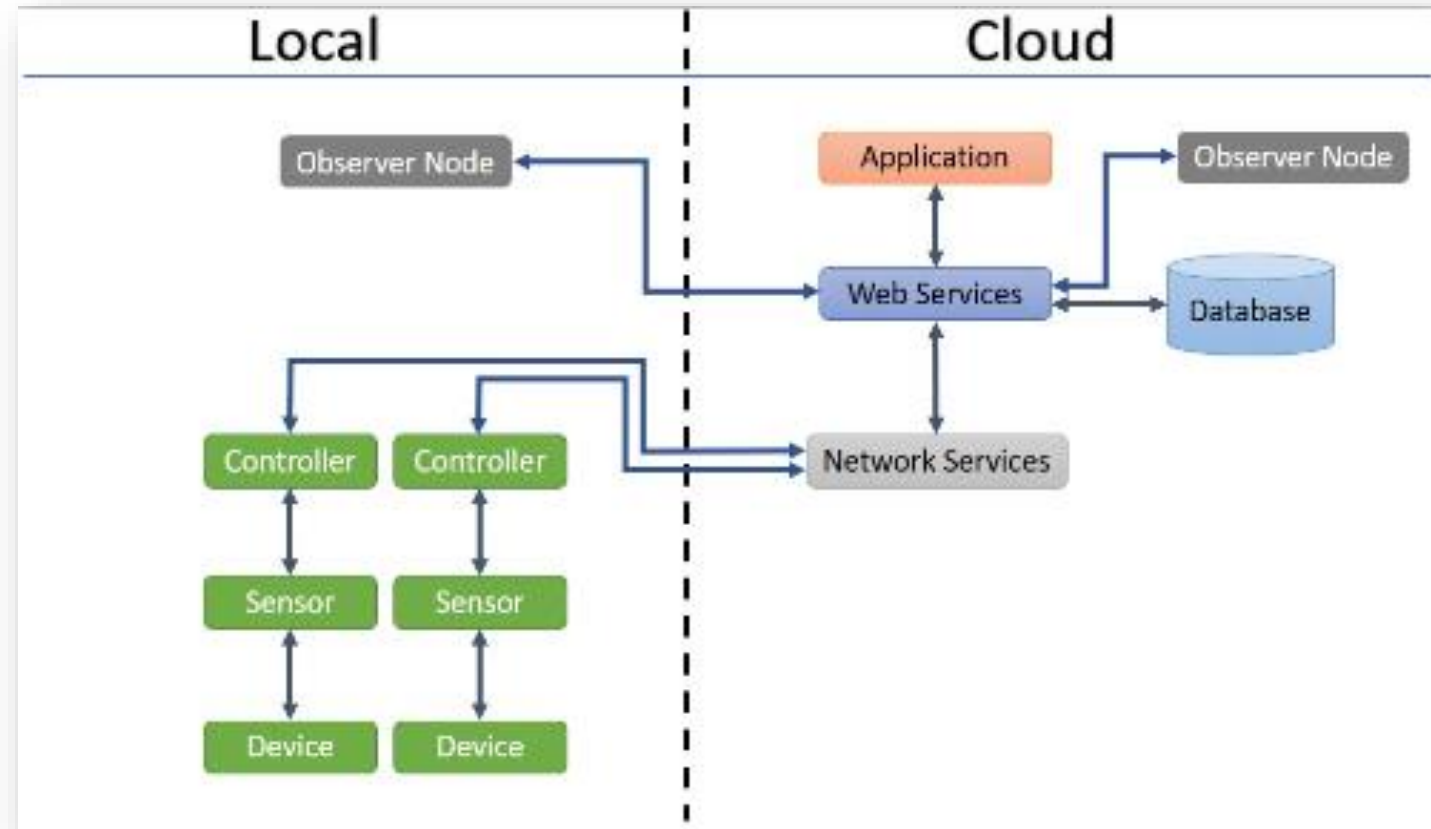 Local
Cloud
Observer Node
Application
Observer Node
Web Services
Database
Controller
Controller
Network Services
Sensor
Sensor
Device
Device